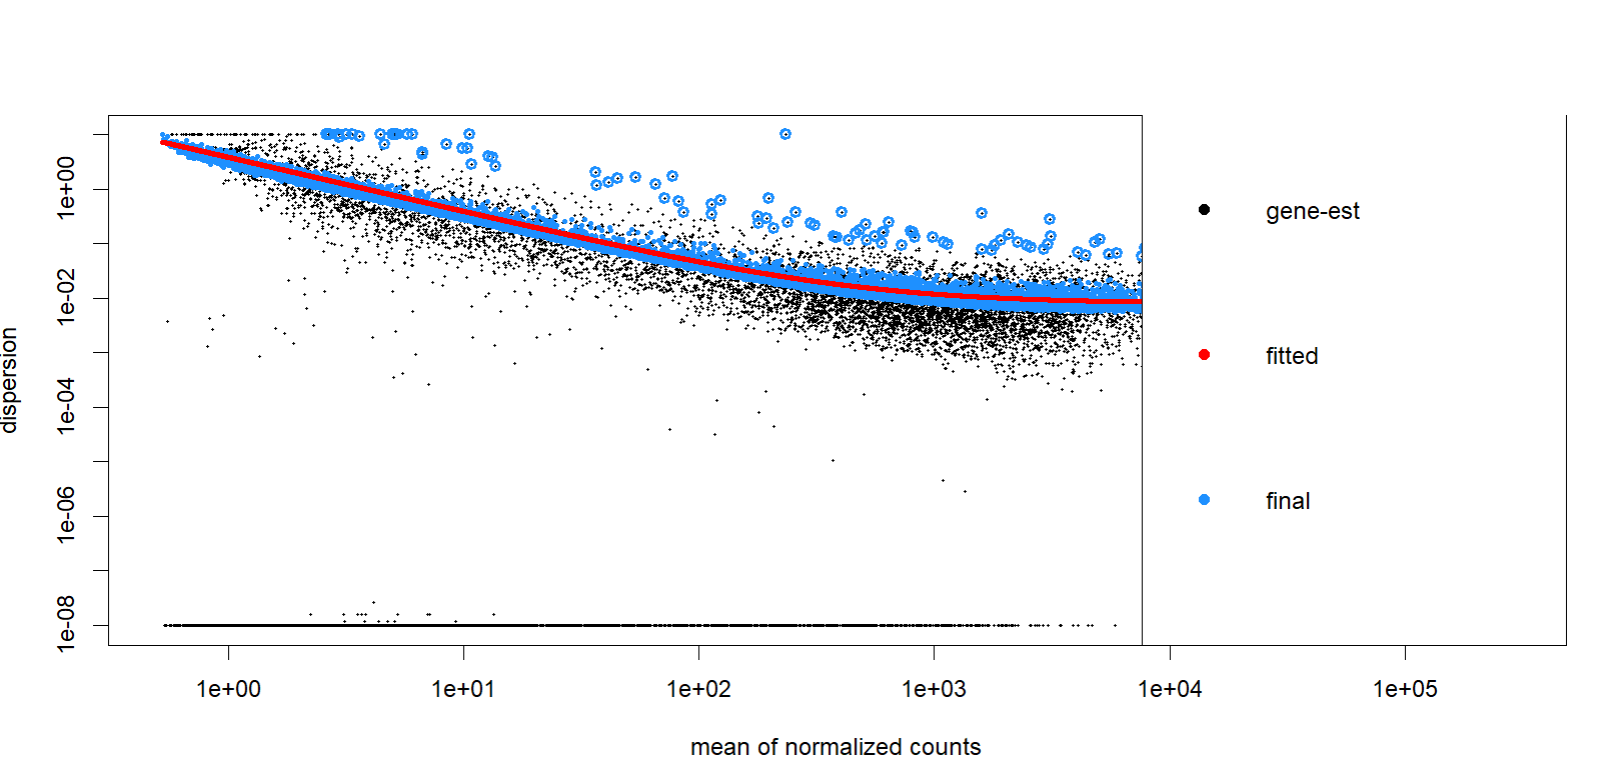 dispersion
1e+00
1e-02
1e-04
1e-06
1e-08
gene-est
fitted
final
1e+00 1e+01 1e+02 1e+03 1e+04 1e+05
mean of normalized counts